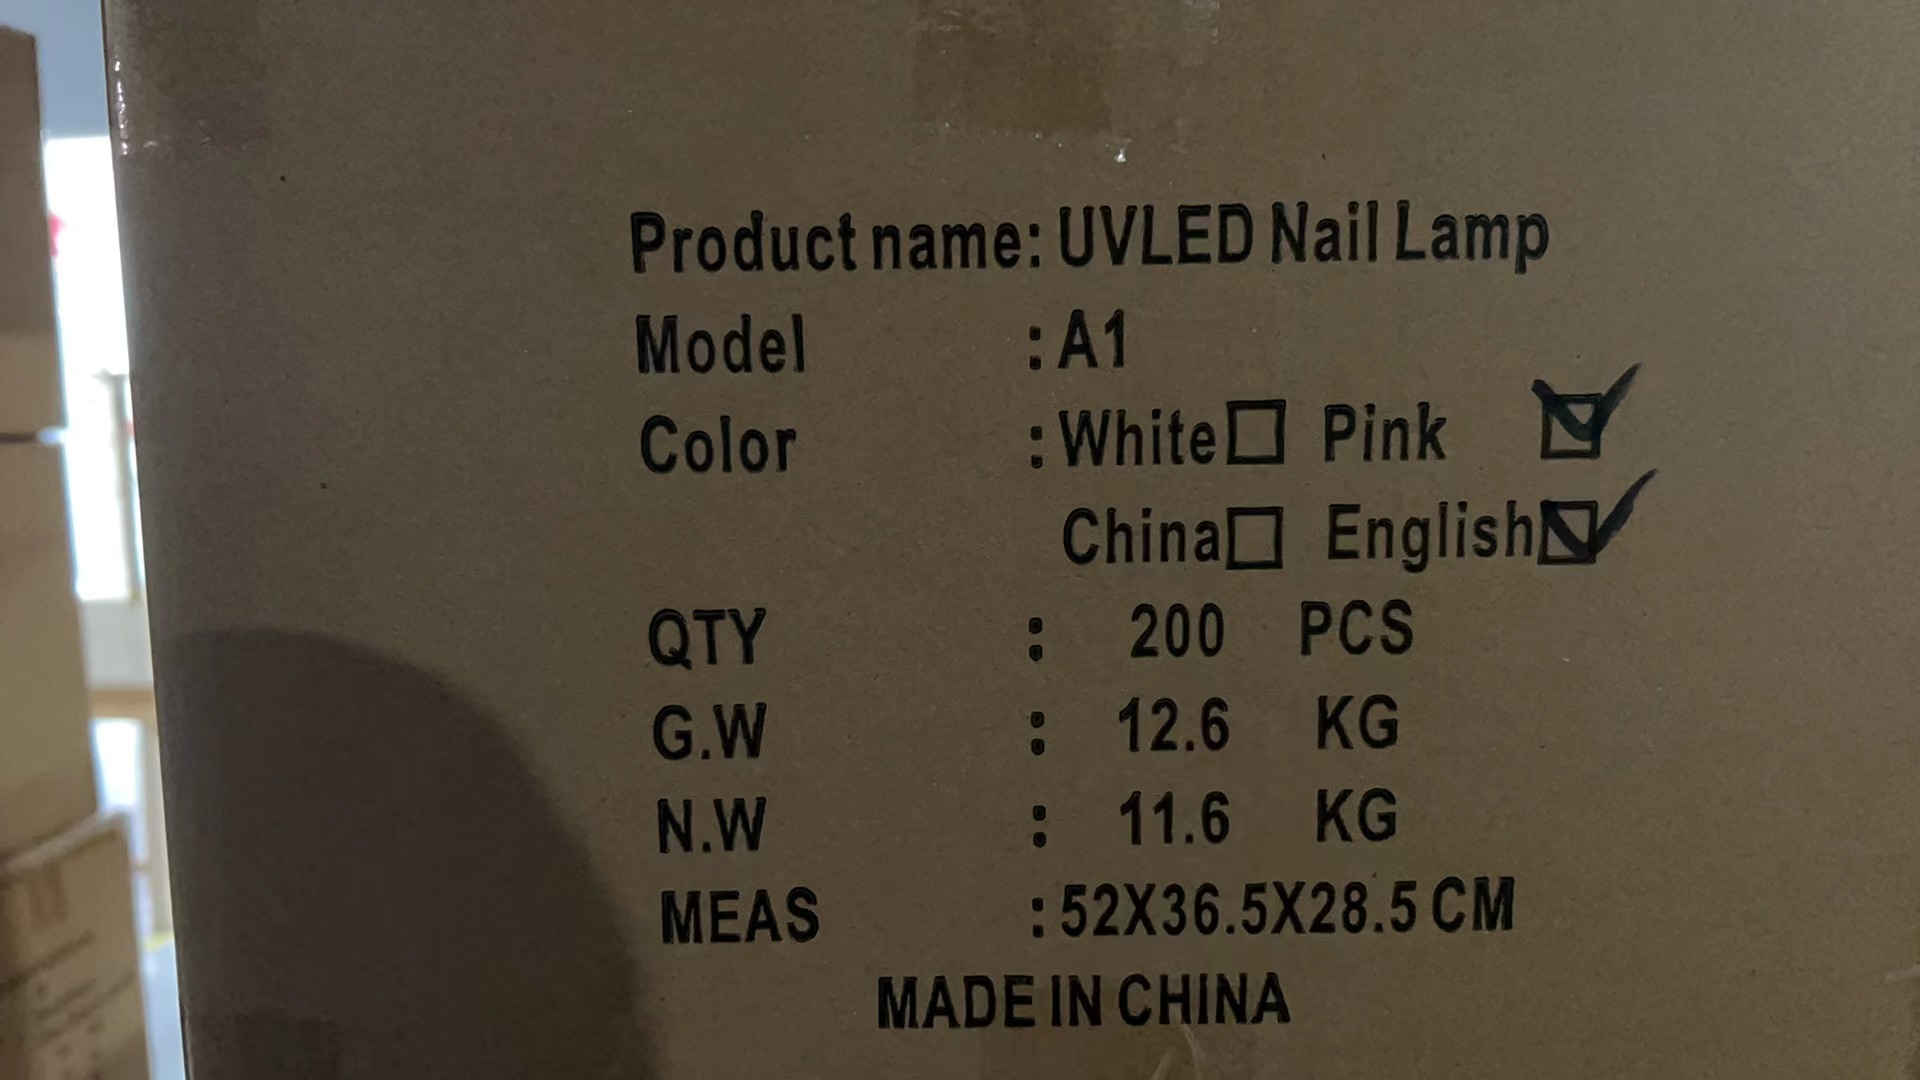 Product name: UVLED Nail Lamp
Model : A1
Color : White☐ Pink ☑
China☐ English☑
QTY : 200 PCS
G.W : 12.6 KG
N.W : 11.6 KG
MEAS : 52X36.5X28.5 CM
MADE IN CHINA